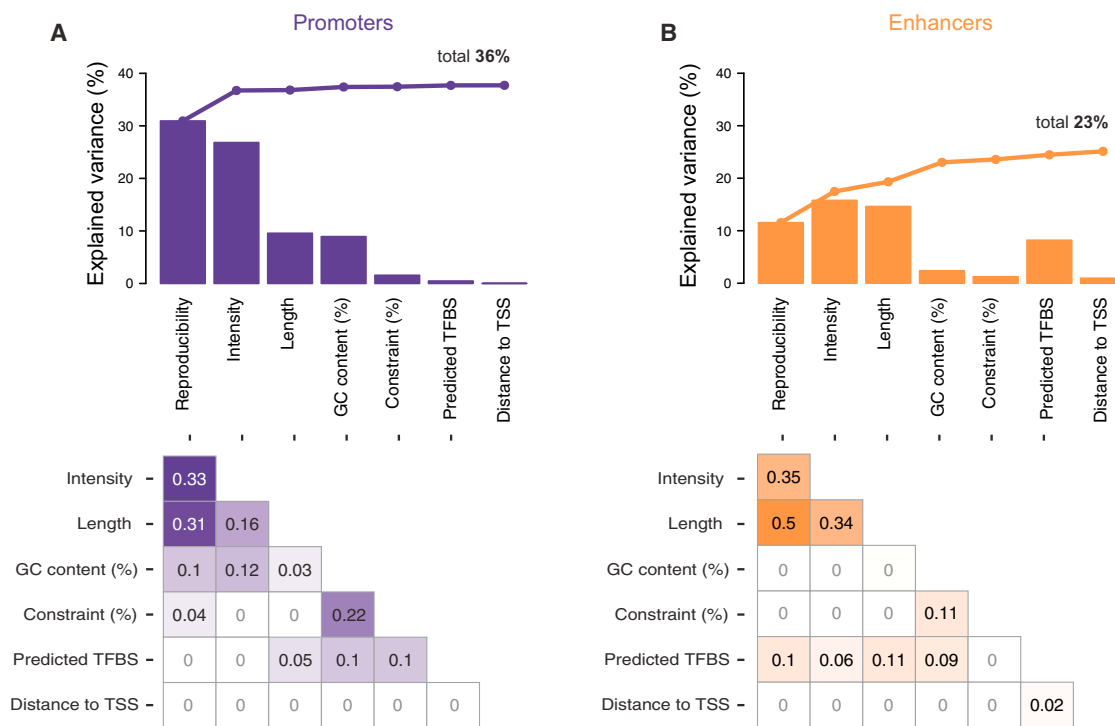 A
Promoters
total 36%
Explained variance (%)
40
30
20
10
0
Reproducibility
Intensity
Length
GC content (%)
Constraint (%)
Predicted TFBS
Distance to TSS
Intensity
0.33
Length
0.31 0.16
GC content (%)
0.1 0.12 0.03
Constraint (%)
0.04 0 0 0.22
Predicted TFBS
0 0 0.05 0.1 0.1
Distance to TSS
0 0 0 0 0 0
B
Enhancers
total 23%
Explained variance (%)
40
30
20
10
0
Reproducibility
Intensity
Length
GC content (%)
Constraint (%)
Predicted TFBS
Distance to TSS
Intensity
0.35
Length
0.5 0.34
GC content (%)
0 0 0
Constraint (%)
0 0 0 0.11
Predicted TFBS
0.1 0.06 0.11 0.09 0
Distance to TSS
0 0 0 0 0 0.02